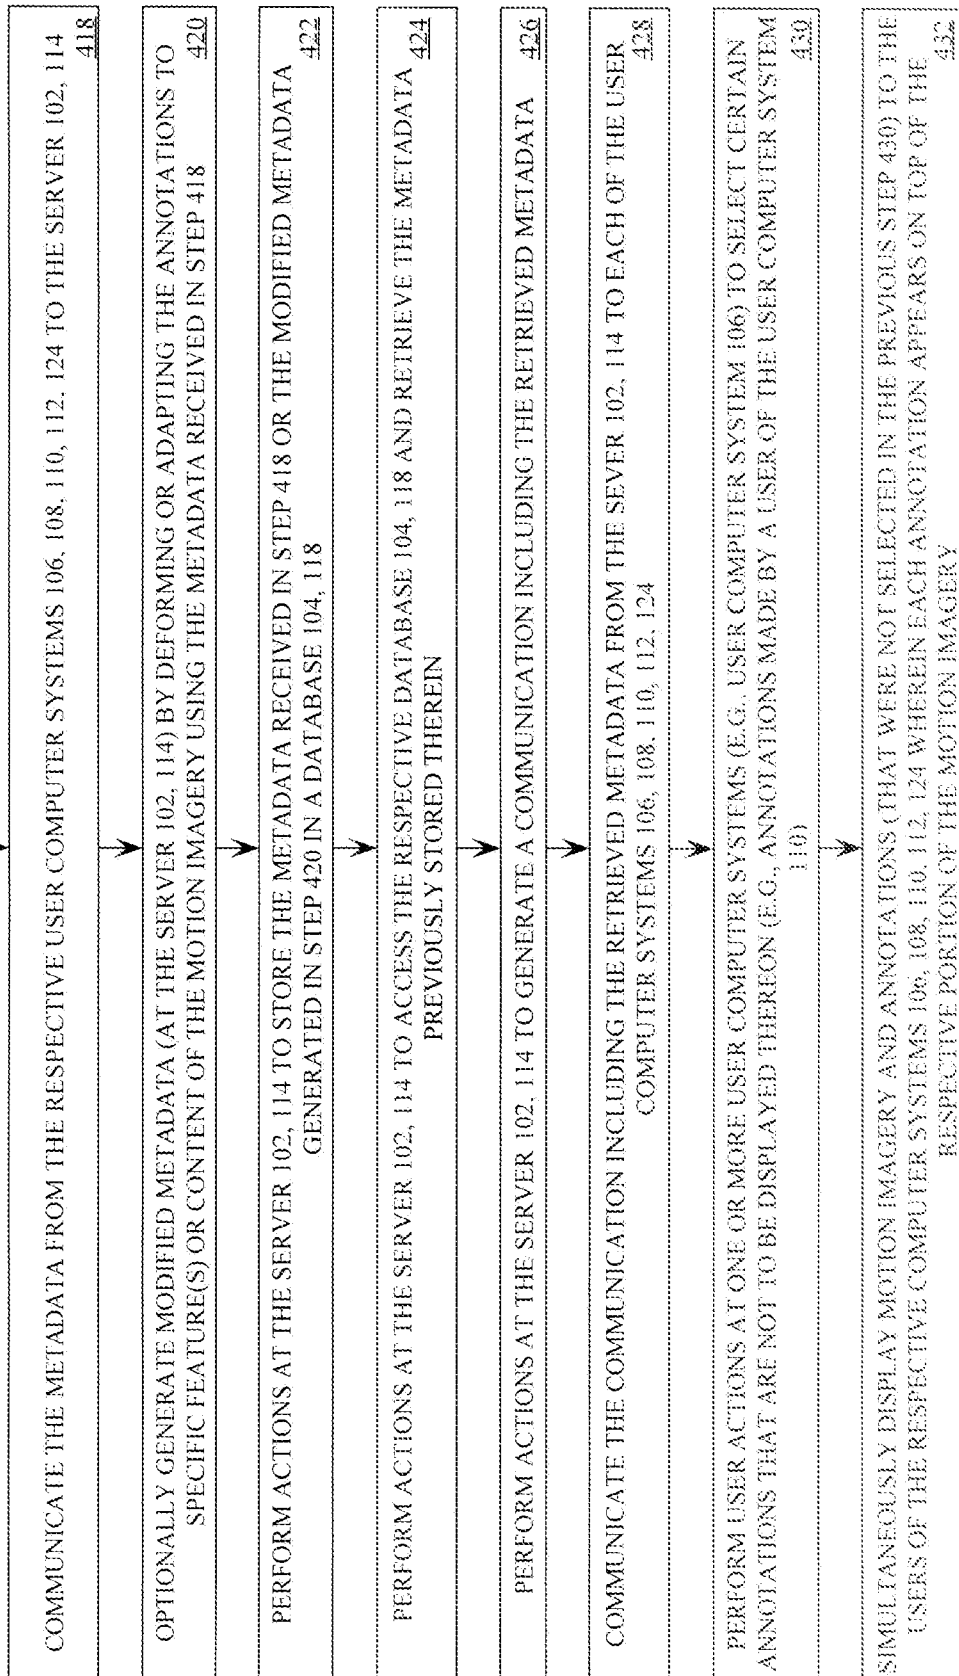 COMMUNICATE THE METADATA FROM THE RESPECTIVE USER COMPUTER SYSTEMS 106, 108, 110, 112, 124 TO THE SERVER 102, 114
418
OPTIONALLY GENERATE MODIFIED METADATA (AT THE SERVER 102, 114) BY DEFORMING OR ADAPTING THE ANNOTATIONS TO
SPECIFIC FEATURE(S) OR CONTENT OF THE MOTION IMAGERY USING THE METADATA RECEIVED IN STEP 418
420
PERFORM ACTIONS AT THE SERVER 102, 114 TO STORE THE METADATA RECEIVED IN STEP 418 OR THE MODIFIED METADATA
GENERATED IN STEP 420 IN A DATABASE 104, 118
422
PERFORM ACTIONS AT THE SERVER 102, 114 TO ACCESS THE RESPECTIVE DATABASE 104, 118 AND RETRIEVE THE METADATA
PREVIOUSLY STORED THEREIN
424
PERFORM ACTIONS AT THE SERVER 102, 114 TO GENERATE A COMMUNICATION INCLUDING THE RETRIEVED METADATA
426
COMMUNICATE THE COMMUNICATION INCLUDING THE RETRIEVED METADATA FROM THE SEVER 102, 114 TO EACH OF THE USER
COMPUTER SYSTEMS 106, 108, 110, 112, 124
428
PERFORM USER ACTIONS AT ONE OR MORE USER COMPUTER SYSTEMS (E.G. USER COMPUTER SYSTEM 106) TO SELECT CERTAIN
ANNOTATIONS THAT ARE NOT TO BE DISPLAYED THEREON (E.G., ANNOTATIONS MADE BY A USER OF THE USER COMPUTER SYSTEM
110)
430
SIMULTANEOUSLY DISPLAY MOTION IMAGERY AND ANNOTATIONS (THAT WERE NOT SELECTED IN THE PREVIOUS STEP 430) TO THE
USERS OF THE RESPECTIVE COMPUTER SYSTEMS 106, 108, 110, 112, 124 WHEREIN EACH ANNOTATION APPEARS ON TOP OF THE
RESPECTIVE PORTION OF THE MOTION IMAGERY
432